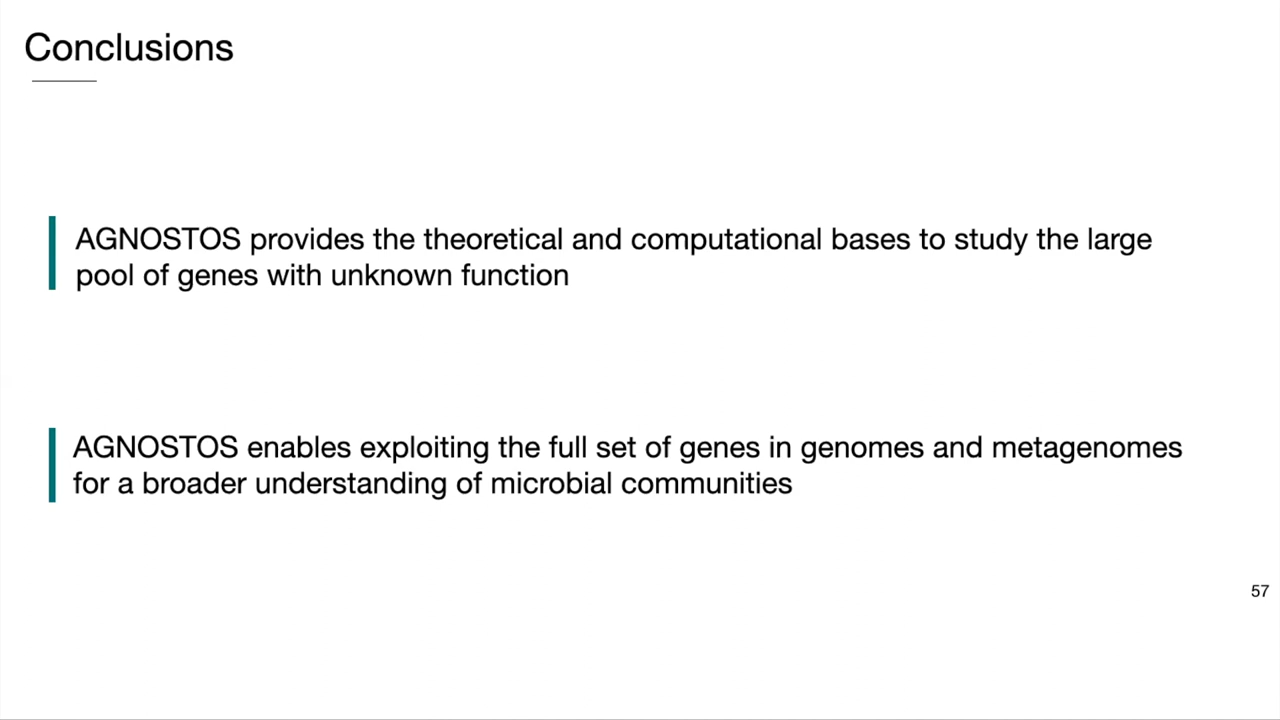 Conclusions
AGNOSTOS provides the theoretical and computational bases to study the large
pool of genes with unknown function
AGNOSTOS enables exploiting the full set of genes in genomes and metagenomes
for a broader understanding of microbial communities
57